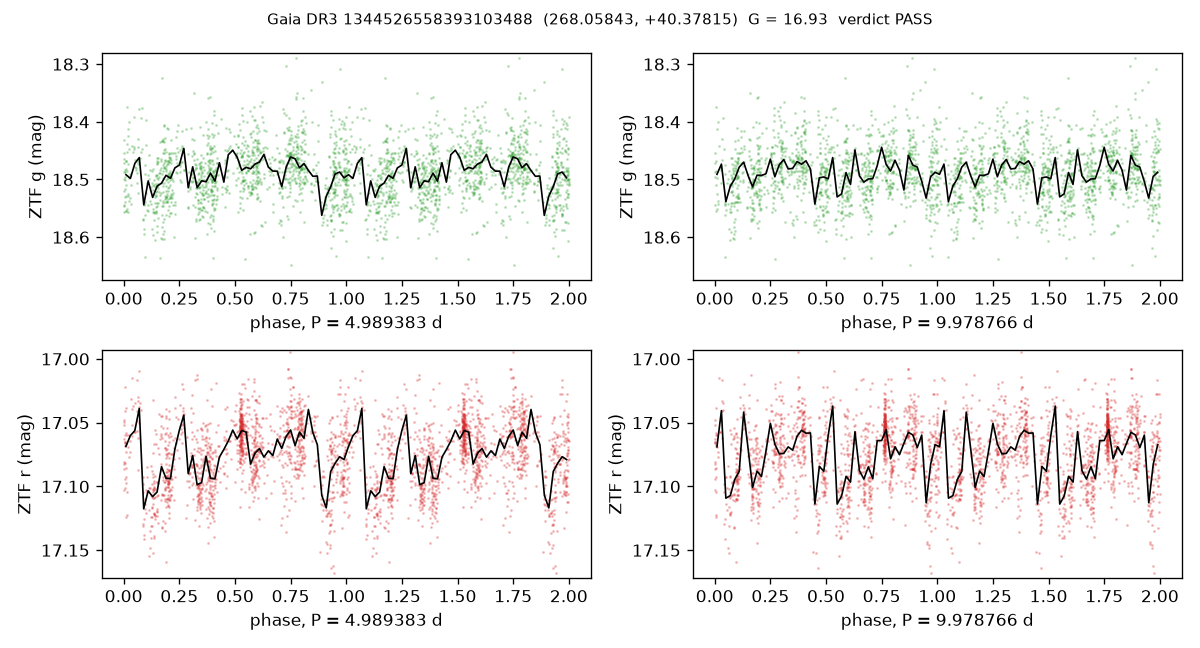 Gaia DR3 1344526558393103488 (268.05843, +40.37815) G = 16.93 verdict PASS
18.3
18.4
18.5
18.6
ZTF g (mag)
0.00 0.25 0.50 0.75 1.00 1.25 1.50 1.75 2.00
phase, P = 4.989383 d
18.3
18.4
18.5
18.6
ZTF g (mag)
0.00 0.25 0.50 0.75 1.00 1.25 1.50 1.75 2.00
phase, P = 9.978766 d
17.00
17.05
17.10
17.15
ZTF r (mag)
0.00 0.25 0.50 0.75 1.00 1.25 1.50 1.75 2.00
phase, P = 4.989383 d
17.00
17.05
17.10
17.15
ZTF r (mag)
0.00 0.25 0.50 0.75 1.00 1.25 1.50 1.75 2.00
phase, P = 9.978766 d